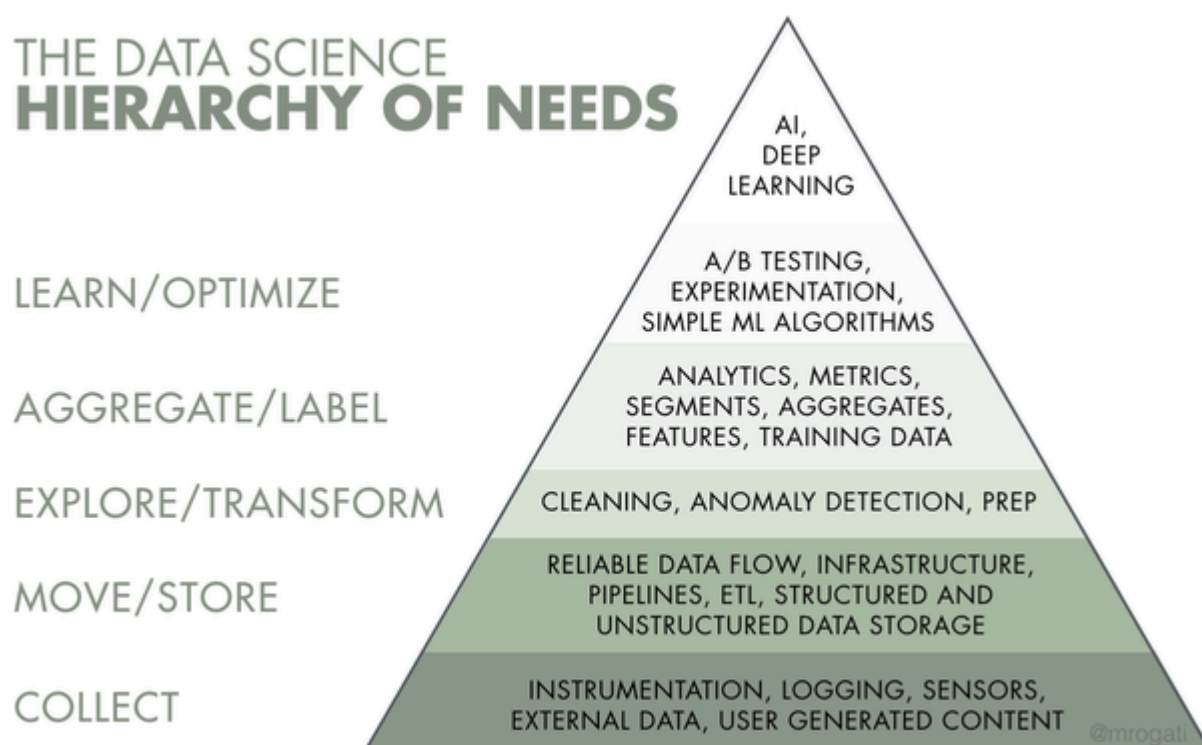 THE DATA SCIENCE
HIERARCHY OF NEEDS
AI,
DEEP
LEARNING
LEARN/OPTIMIZE
A/B TESTING,
EXPERIMENTATION,
SIMPLE ML ALGORITHMS
AGGREGATE/LABEL
ANALYTICS, METRICS,
SEGMENTS, AGGREGATES,
FEATURES, TRAINING DATA
EXPLORE/TRANSFORM
CLEANING, ANOMALY DETECTION, PREP
MOVE/STORE
RELIABLE DATA FLOW, INFRASTRUCTURE,
PIPELINES, ETL, STRUCTURED AND
UNSTRUCTURED DATA STORAGE
COLLECT
INSTRUMENTATION, LOGGING, SENSORS,
EXTERNAL DATA, USER GENERATED CONTENT
@mrogati